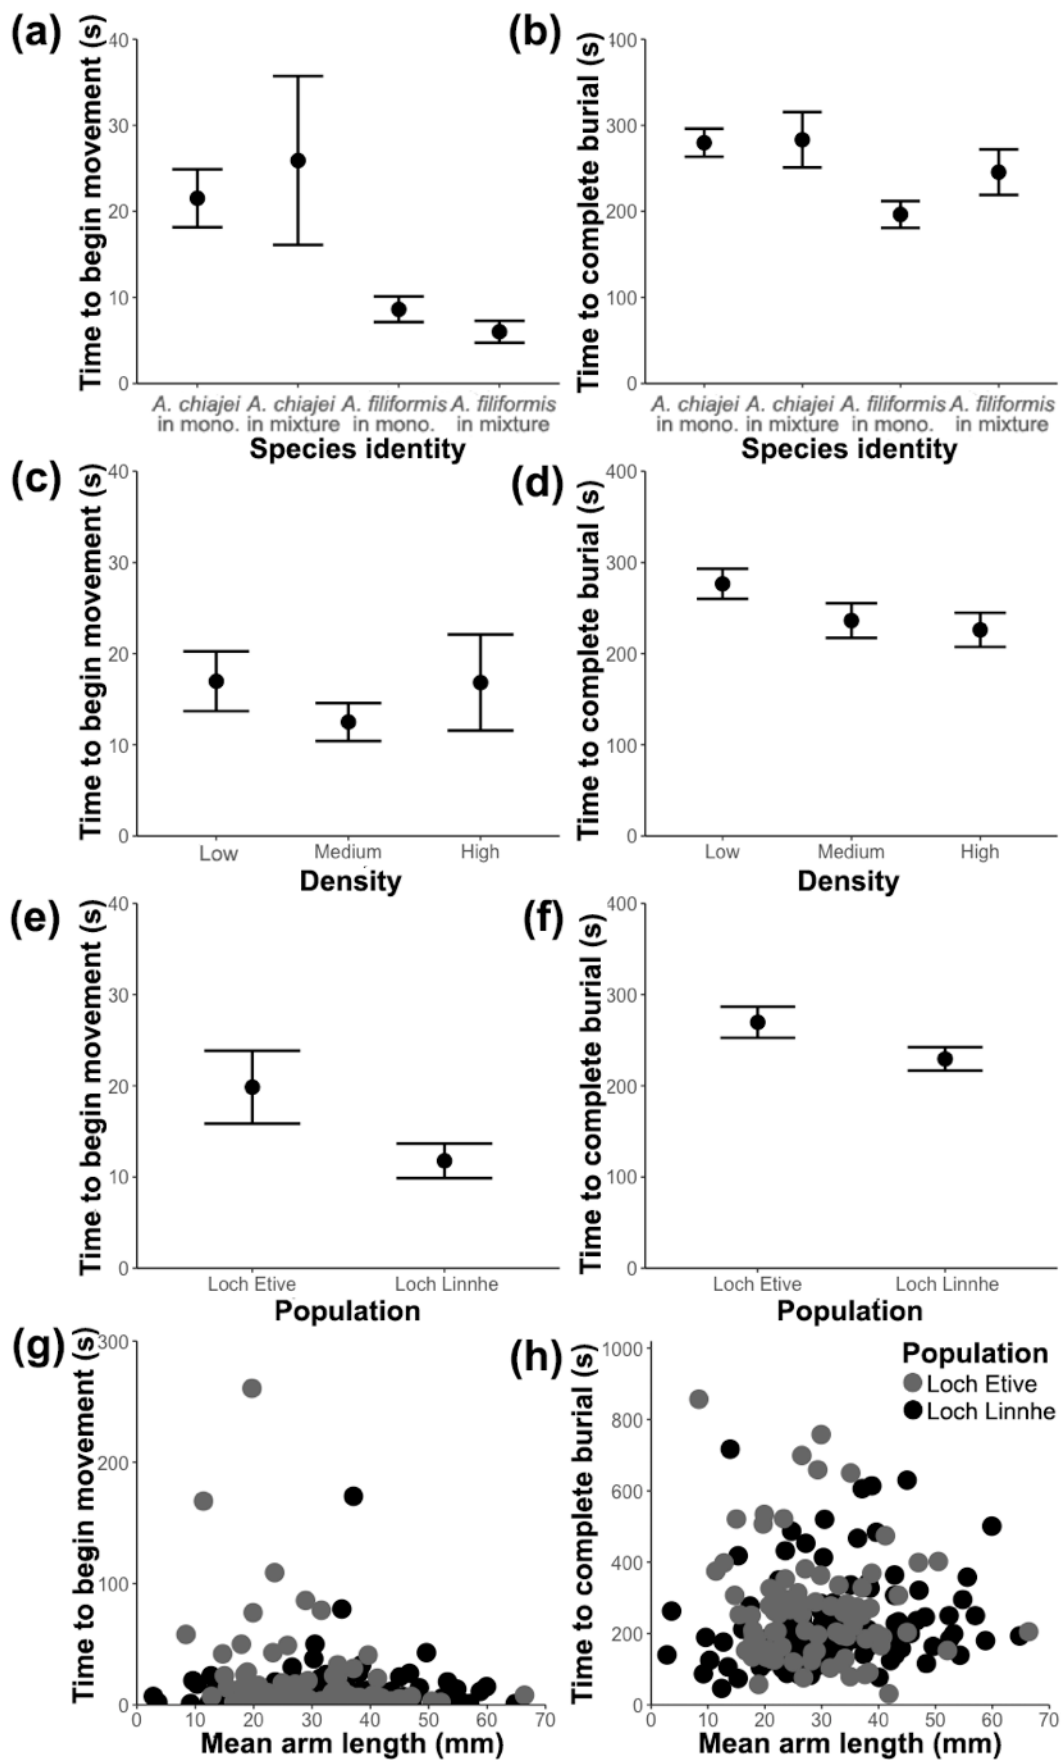 (a)
Time to begin movement (s)
40
30
20
10
0
A. chiajei A. chiajei A. filiformis A. filiformis
in mono. in mixture in mono. in mixture
Species identity
(b)
Time to complete burial (s)
400
300
200
100
0
A. chiajei A. chiajei A. filiformis A. filiformis
in mono. in mixture in mono. in mixture
Species identity
(c)
Time to begin movement (s)
40
30
20
10
0
Low Medium High
Density
(d)
Time to complete burial (s)
400
300
200
100
0
Low Medium High
Density
(e)
Time to begin movement (s)
40
30
20
10
0
Loch Etive Loch Linnhe
Population
(f)
Time to complete burial (s)
400
300
200
100
0
Loch Etive Loch Linnhe
Population
(g)
Time to begin movement (s)
300
200
100
0
0 10 20 30 40 50 60 70
Mean arm length (mm)
(h)
Time to complete burial (s)
1000
800
600
400
200
0
0 10 20 30 40 50 60 70
Mean arm length (mm)
Population
Loch Etive
Loch Linnhe